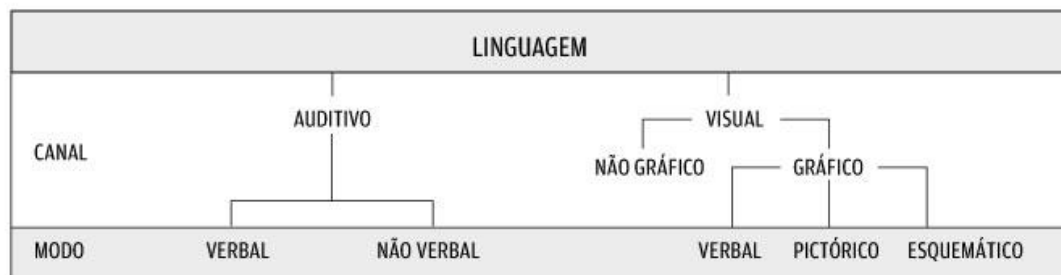 LINGUAGEM
AUDITIVO VISUAL
CANAL NÃO GRÁFICO GRÁFICO
MODO VERBAL NÃO VERBAL VERBAL PICTÓRICO ESQUEMÁTICO